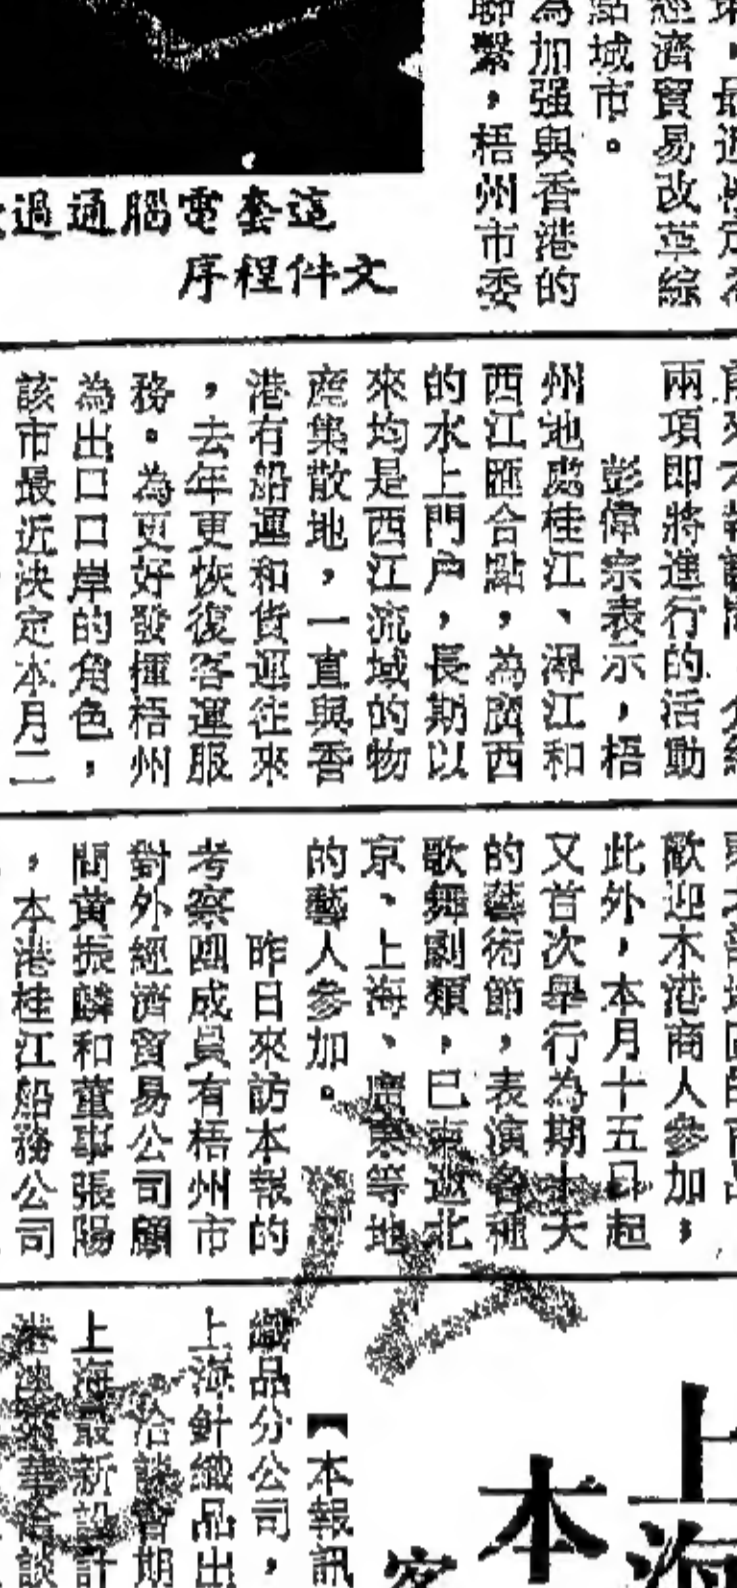 經濟貿易改革綜
點城市。
為加强與香港的
聯繫，梧州市委
這套電腦通過
文件程序
兩項即將進行的活動
彭偉宗表示，梧
州地處桂江、潯江和
西江匯合點，為廣西
的水上門户，長期以
來均是西江流域的物
產集散地，一直與香
港有船運和貨運往來
，去年更恢復客運服
務。為更好發揮梧州
為出口口岸的角色，
該市最近決定本月二
歡迎本港商人參加，
此外，本月十五日起
又首次舉行為期十天
的藝術節，表演各種
歌舞劇類，已柬邀北
京、上海、廣東等地
的藝人參加。
昨日來訪本報的
考察團成員有梧州市
對外經濟貿易公司顧
問黄振麟和董事張陽
，本港桂江船務公司
上海
本
【本報訊
織品分公司，
上海針織品出
洽談會期
上海最新設計
港澳